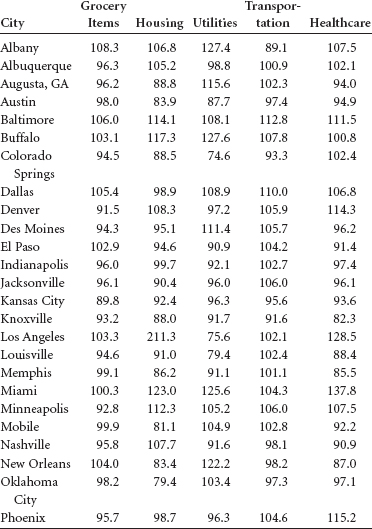 Grocery Transpor-
City Items Housing Utilities tation Healthcare
Albany 108.3 106.8 127.4 89.1 107.5
Albuquerque 96.3 105.2 98.8 100.9 102.1
Augusta, GA 96.2 88.8 115.6 102.3 94.0
Austin 98.0 83.9 87.7 97.4 94.9
Baltimore 106.0 114.1 108.1 112.8 111.5
Buffalo 103.1 117.3 127.6 107.8 100.8
Colorado 94.5 88.5 74.6 93.3 102.4
Springs
Dallas 105.4 98.9 108.9 110.0 106.8
Denver 91.5 108.3 97.2 105.9 114.3
Des Moines 94.3 95.1 111.4 105.7 96.2
El Paso 102.9 94.6 90.9 104.2 91.4
Indianapolis 96.0 99.7 92.1 102.7 97.4
Jacksonville 96.1 90.4 96.0 106.0 96.1
Kansas City 89.8 92.4 96.3 95.6 93.6
Knoxville 93.2 88.0 91.7 91.6 82.3
Los Angeles 103.3 211.3 75.6 102.1 128.5
Louisville 94.6 91.0 79.4 102.4 88.4
Memphis 99.1 86.2 91.1 101.1 85.5
Miami 100.3 123.0 125.6 104.3 137.8
Minneapolis 92.8 112.3 105.2 106.0 107.5
Mobile 99.9 81.1 104.9 102.8 92.2
Nashville 95.8 107.7 91.6 98.1 90.9
New Orleans 104.0 83.4 122.2 98.2 87.0
Oklahoma 98.2 79.4 103.4 97.3 97.1
City
Phoenix 95.7 98.7 96.3 104.6 115.2